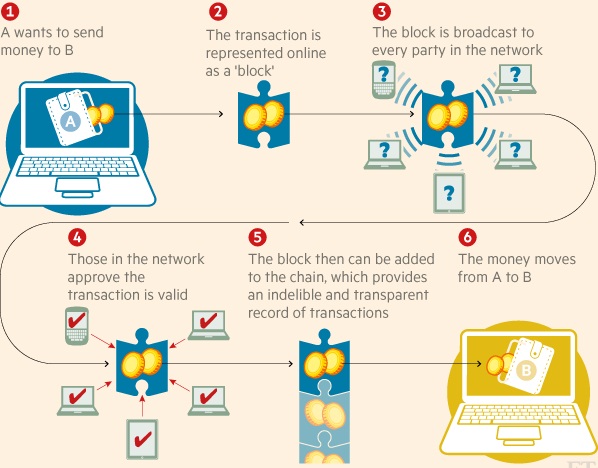 1
A wants to send
money to B
2
The transaction is
represented online
as a 'block'
3
The block is broadcast to
every party in the network
A
?
?
?
?
?
4
Those in the network
approve the
transaction is valid
5
The block then can be added
to the chain, which provides
an indelible and transparent
record of transactions
6
The money moves
from A to B
B
FT